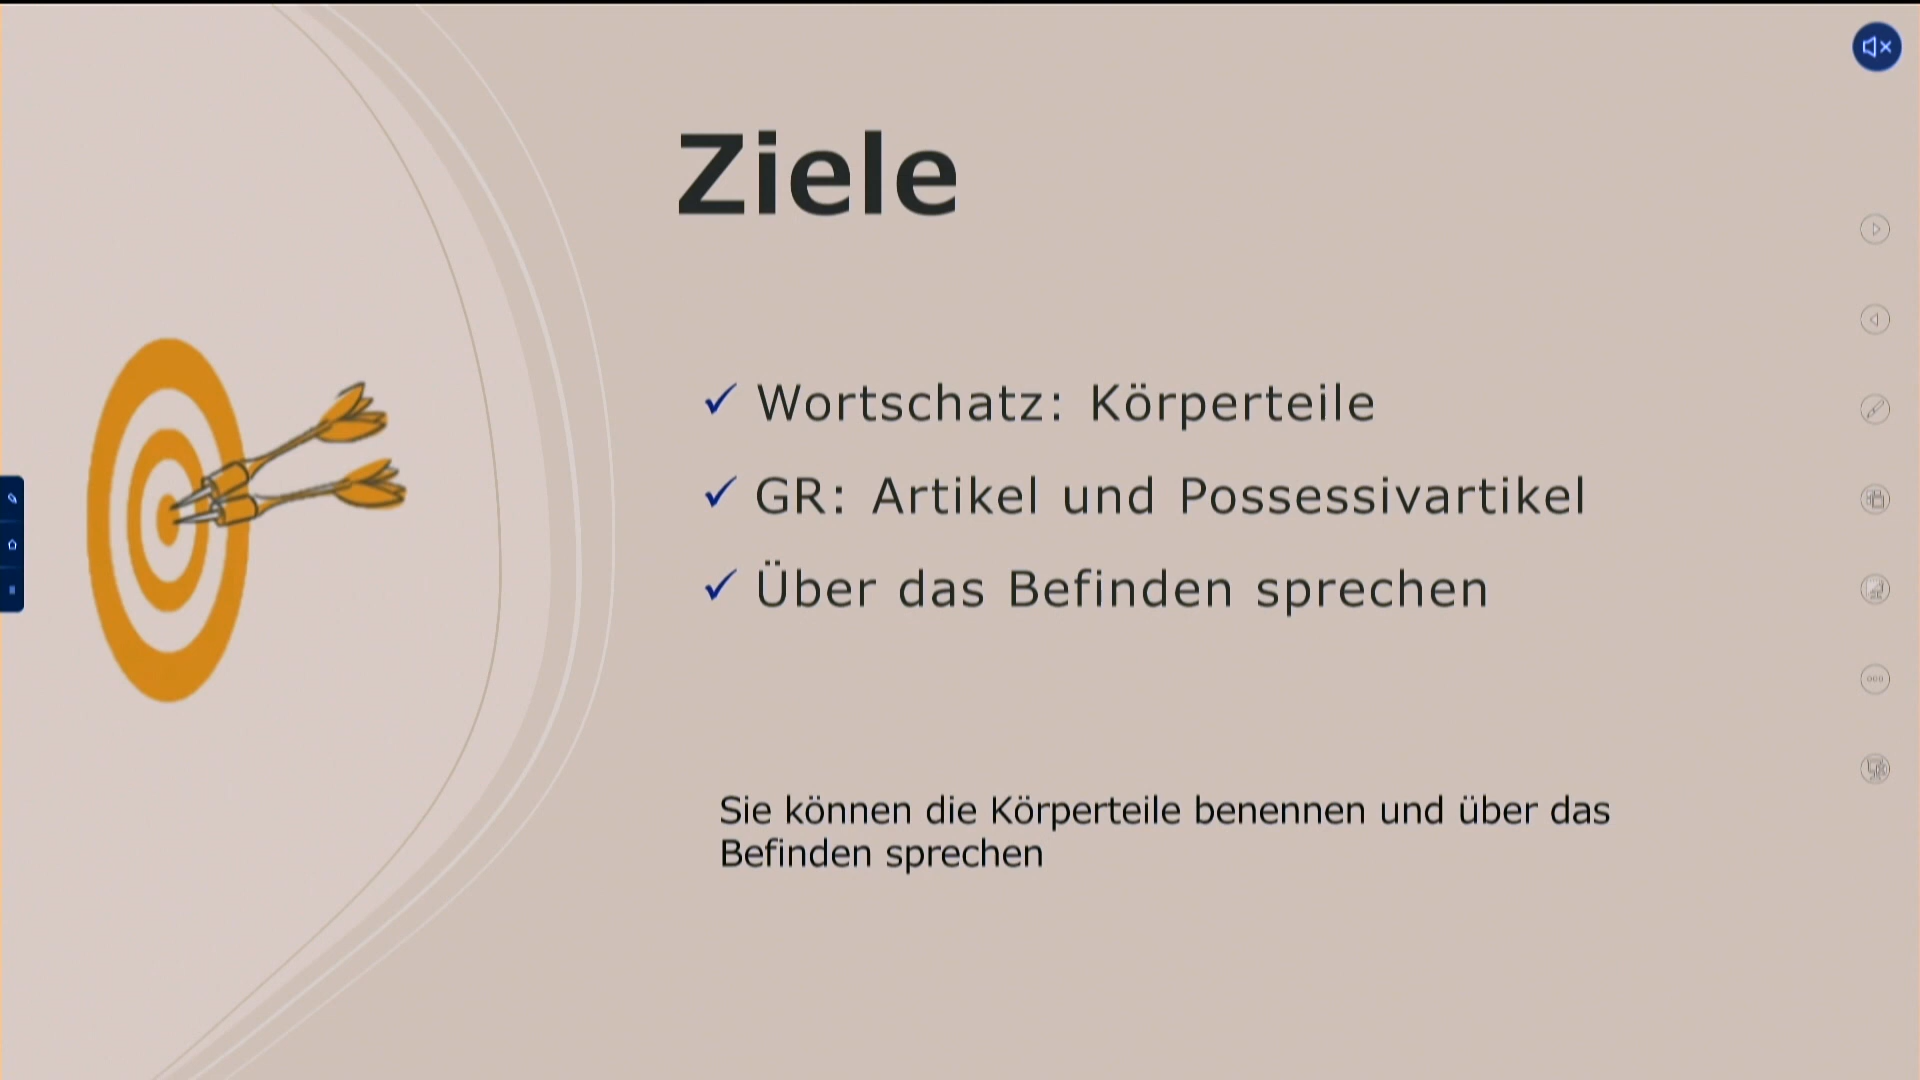 Ziele
Wortschatz: Körperteile
GR: Artikel und Possessivartikel
Über das Befinden sprechen
Sie können die Körperteile benennen und über das
Befinden sprechen